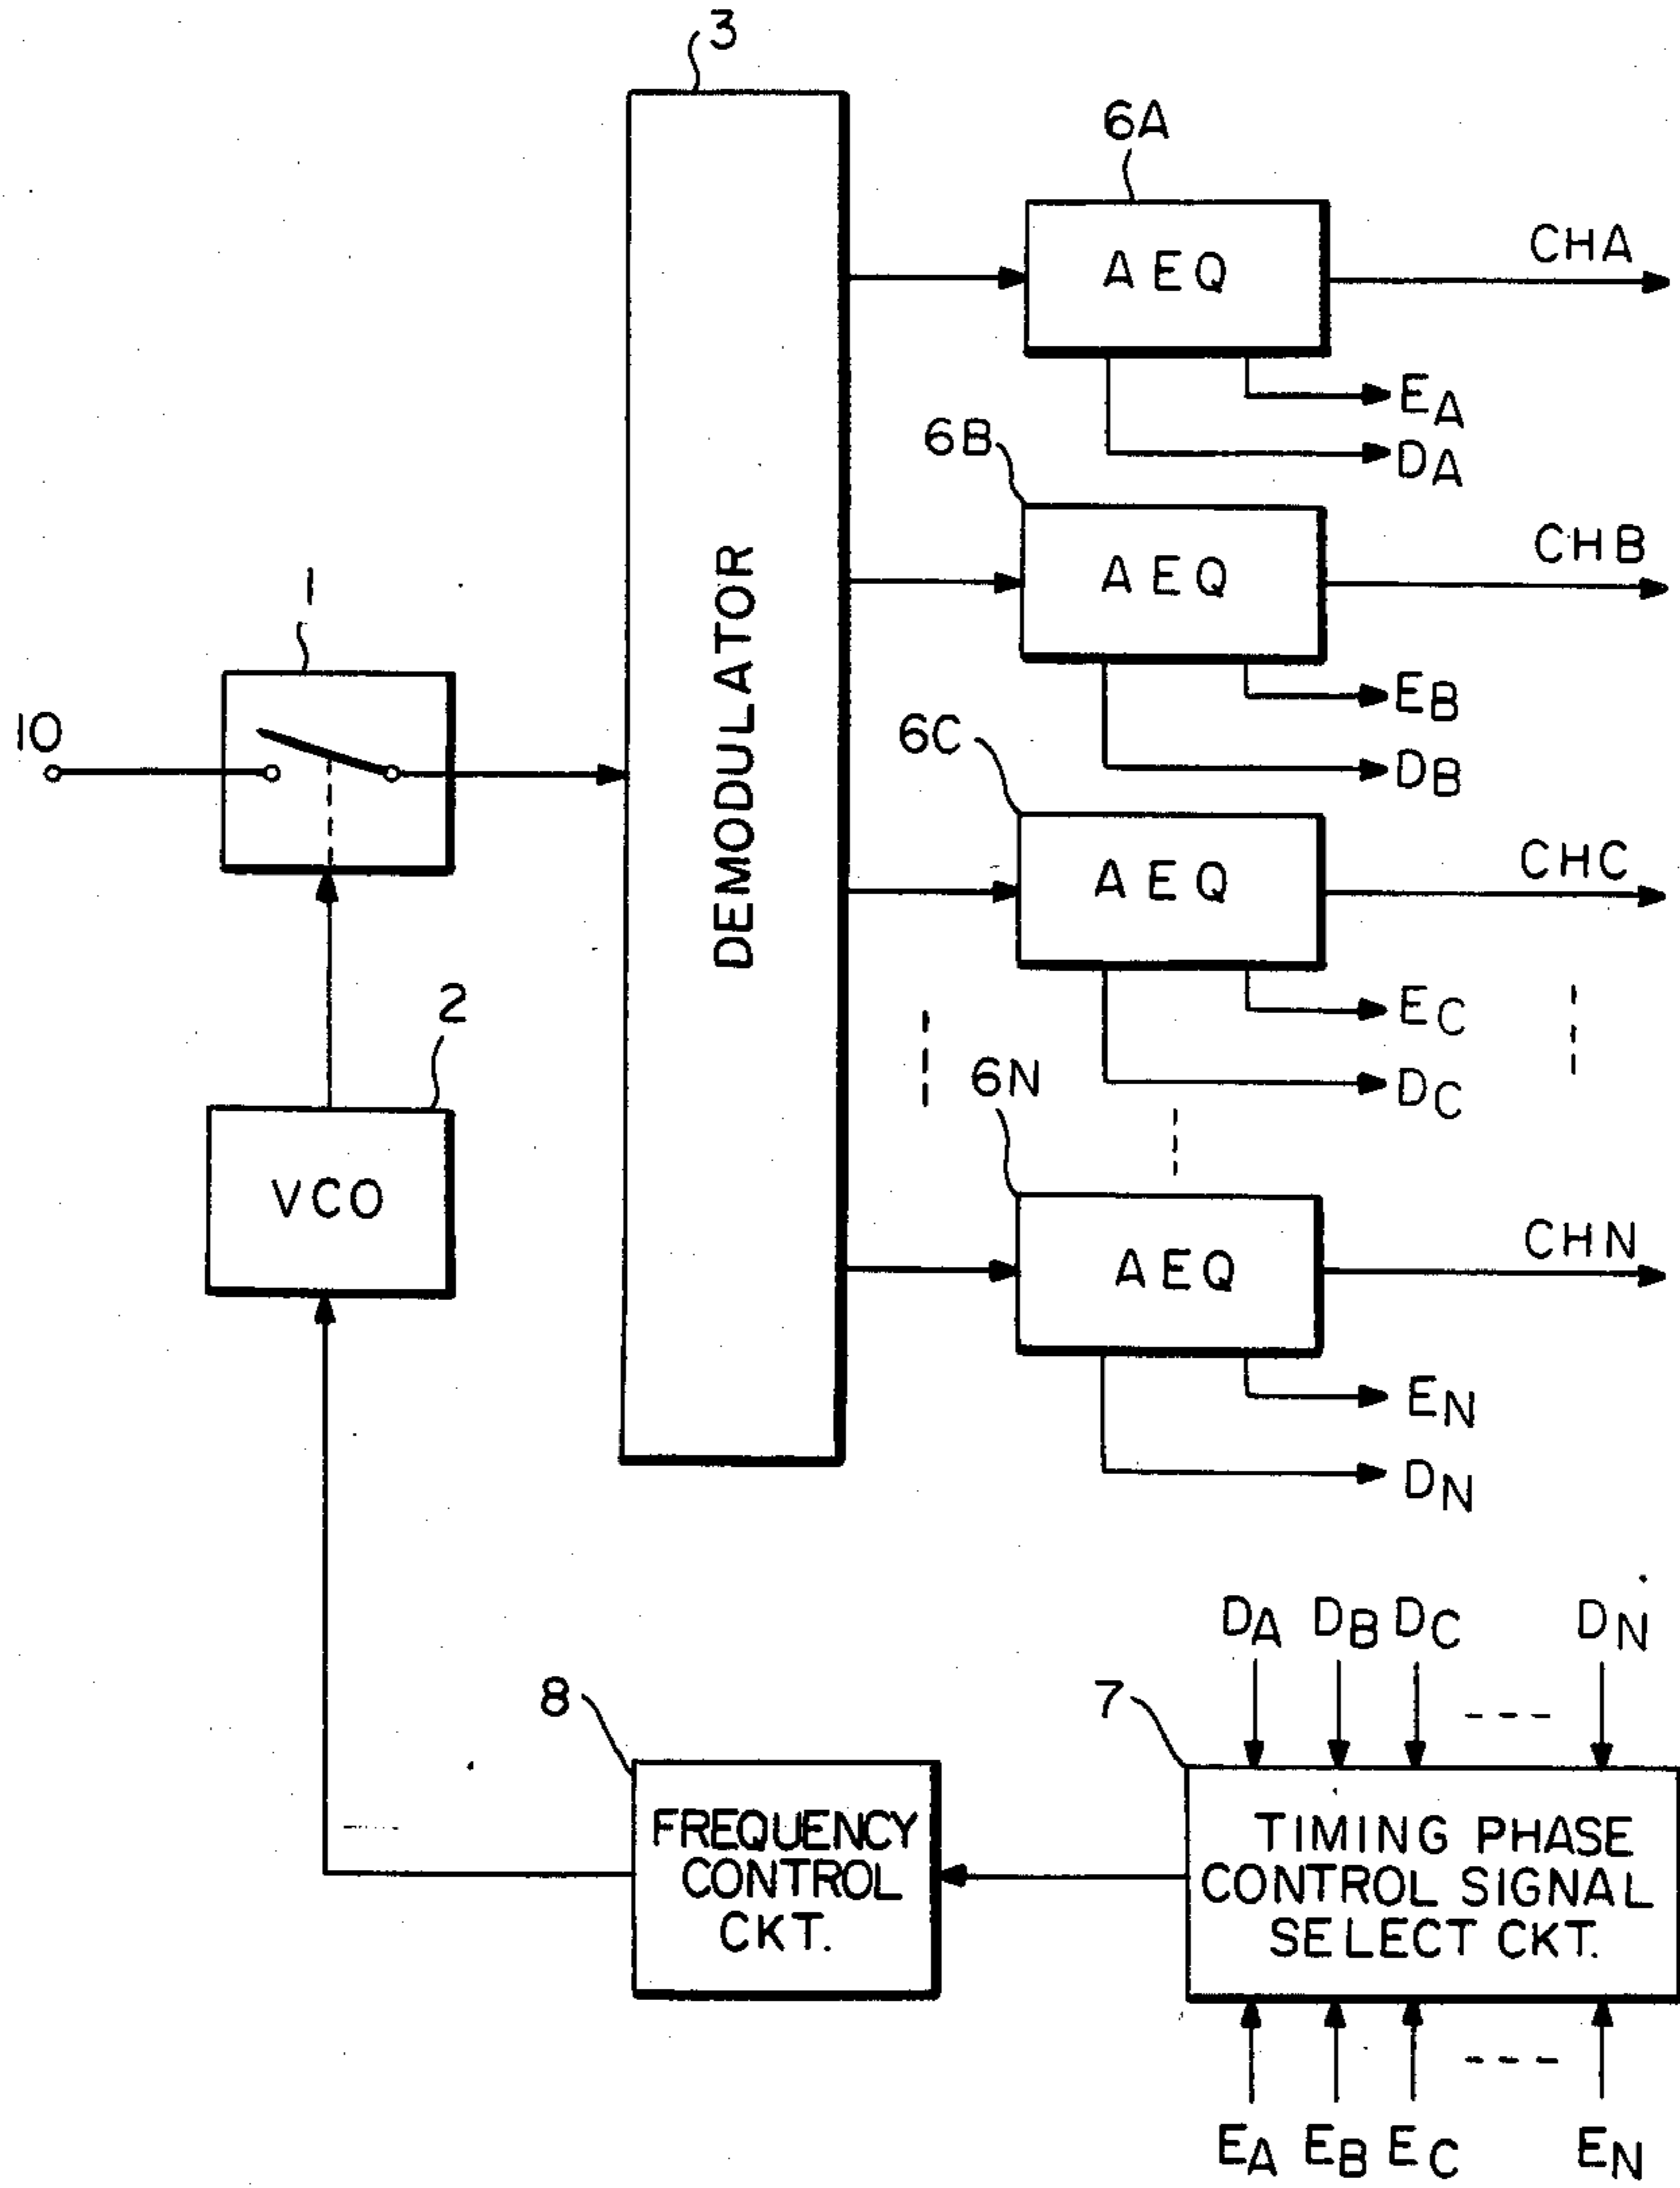 3
6A
AEQ
CHA
EA
DA
6B
AEQ
CHB
EB
DB
1
10
DEMODULATOR
6C
AEQ
CHC
EC
DC
2
VCO
6N
AEQ
CHN
EN
DN
DA DB DC --- DN
8
7
FREQUENCY
CONTROL
CKT.
TIMING PHASE
CONTROL SIGNAL
SELECT CKT.
EA EB EC --- EN